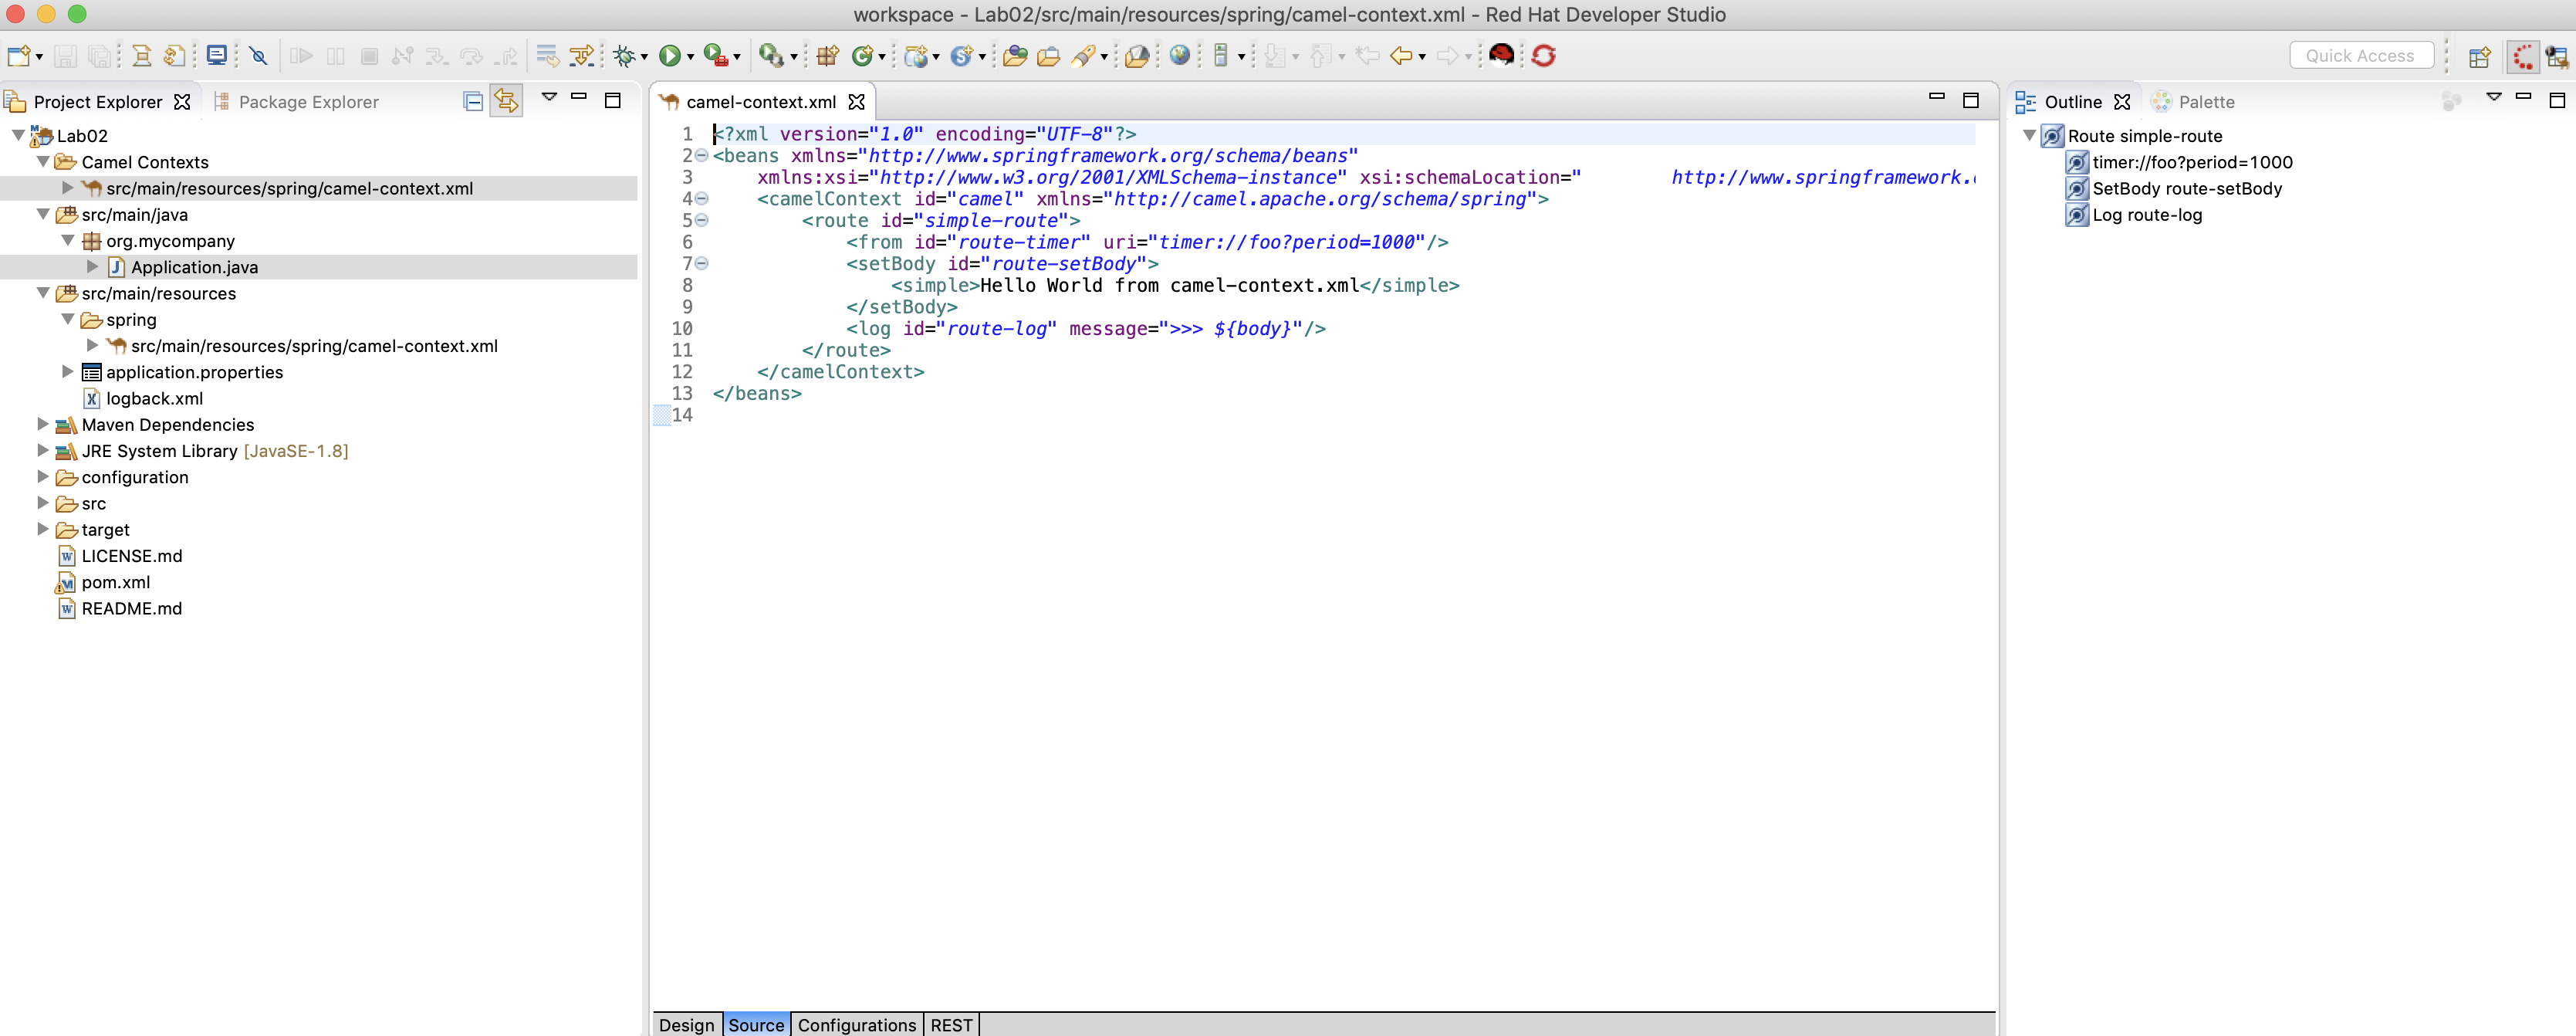 workspace - Lab02/src/main/resources/spring/camel-context.xml - Red Hat Developer Studio
Quick Access
Project Explorer
Package Explorer
Lab02
Camel Contexts
src/main/resources/spring/camel-context.xml
src/main/java
org.mycompany
Application.java
src/main/resources
spring
src/main/resources/spring/camel-context.xml
application.properties
logback.xml
Maven Dependencies
JRE System Library [JavaSE-1.8]
configuration
src
target
LICENSE.md
pom.xml
README.md
camel-context.xml
1 <?xml version="1.0" encoding="UTF-8"?>
2 <beans xmlns="http://www.springframework.org/schema/beans"
3 xmlns:xsi="http://www.w3.org/2001/XMLSchema-instance" xsi:schemaLocation=" http://www.springframework.
4 <camelContext id="camel" xmlns="http://camel.apache.org/schema/spring">
5 <route id="simple-route">
6 <from id="route-timer" uri="timer://foo?period=1000"/>
7 <setBody id="route-setBody">
8 <simple>Hello World from camel-context.xml</simple>
9 </setBody>
10 <log id="route-log" message=">>> ${body}"/>
11 </route>
12 </camelContext>
13 </beans>
14
Design Source Configurations REST
Outline
Palette
Route simple-route
timer://foo?period=1000
SetBody route-setBody
Log route-log